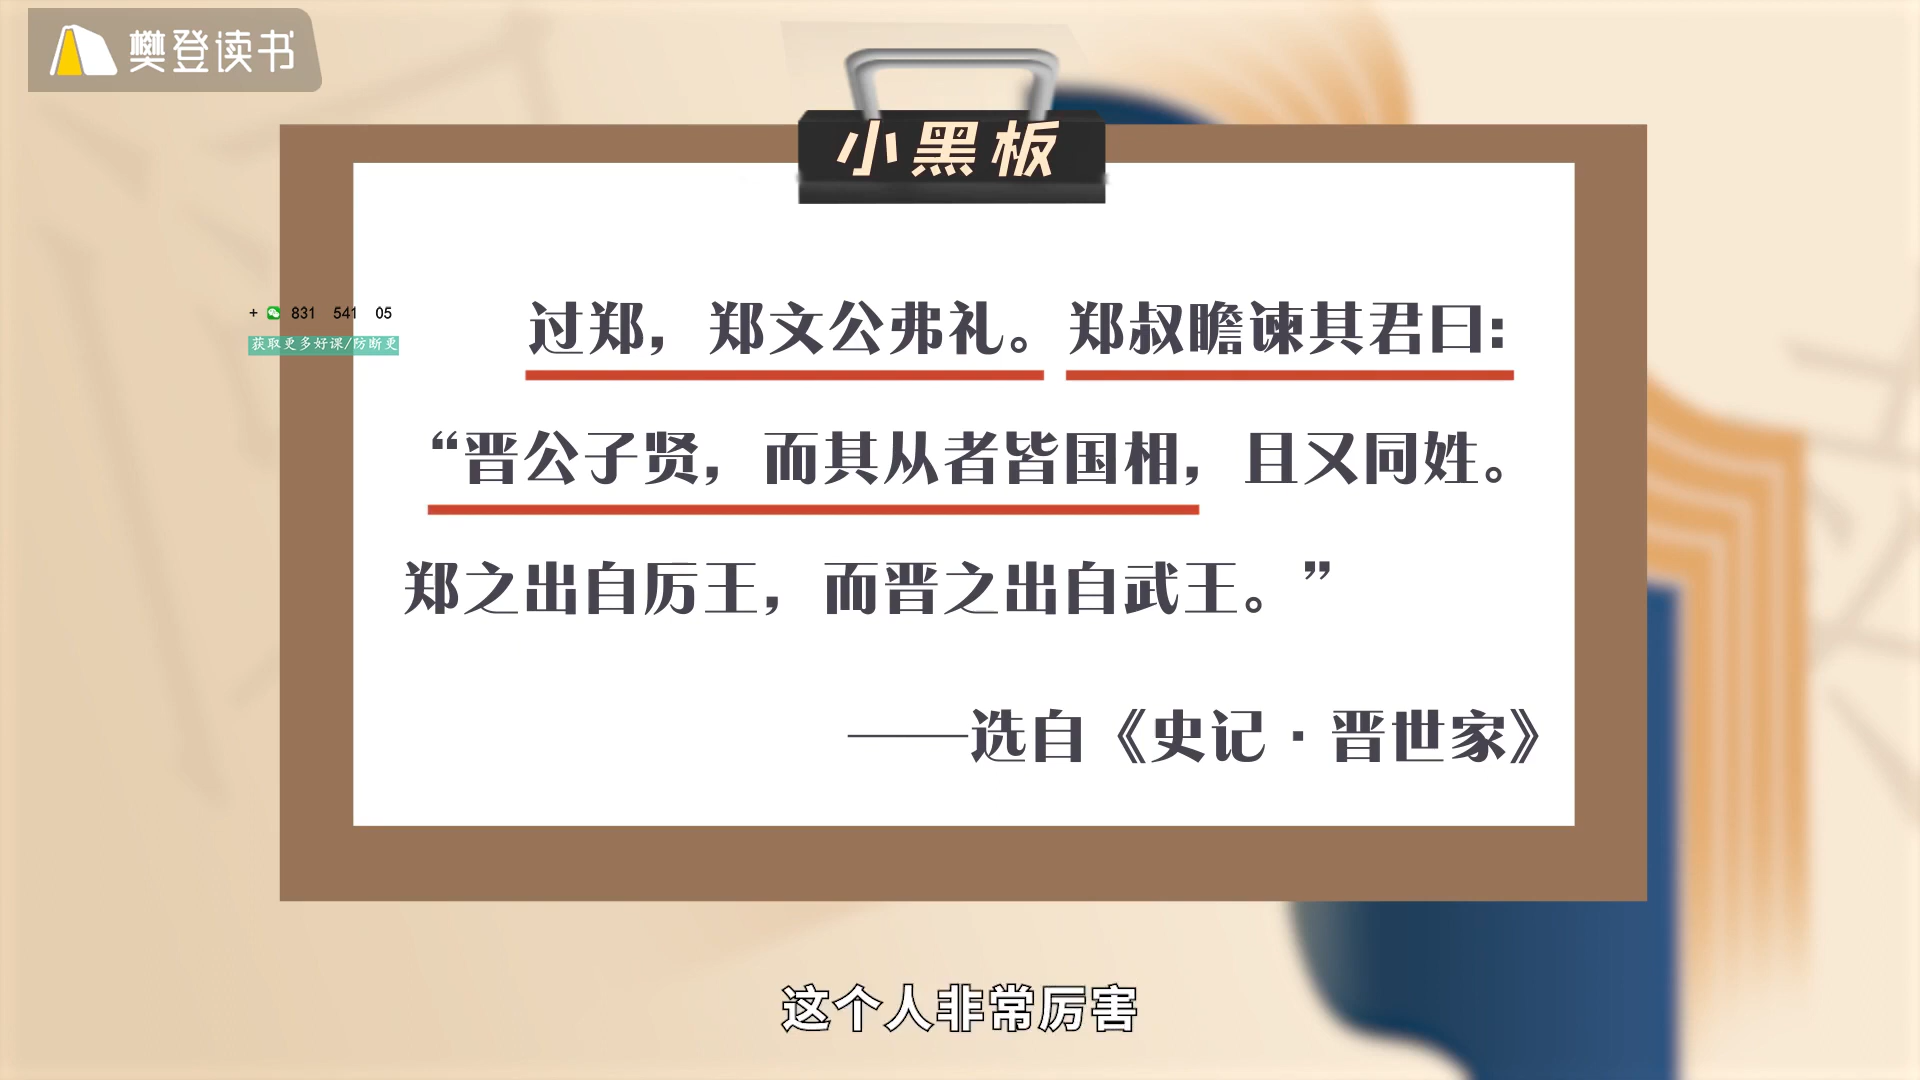 樊登读书
小黑板
+ 831 541 05
获取更多好课/防断更
过郑，郑文公弗礼。郑叔瞻谏其君曰：
“晋公子贤，而其从者皆国相，且又同姓。
郑之出自厉王，而晋之出自武王。”
——选自《史记·晋世家》
这个人非常厉害